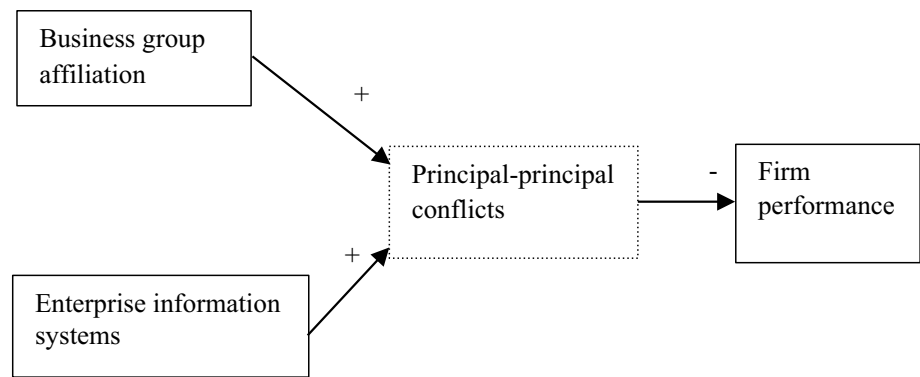 Business group
affiliation
+
Principal-principal
conflicts
-
Firm
performance
+
Enterprise information
systems